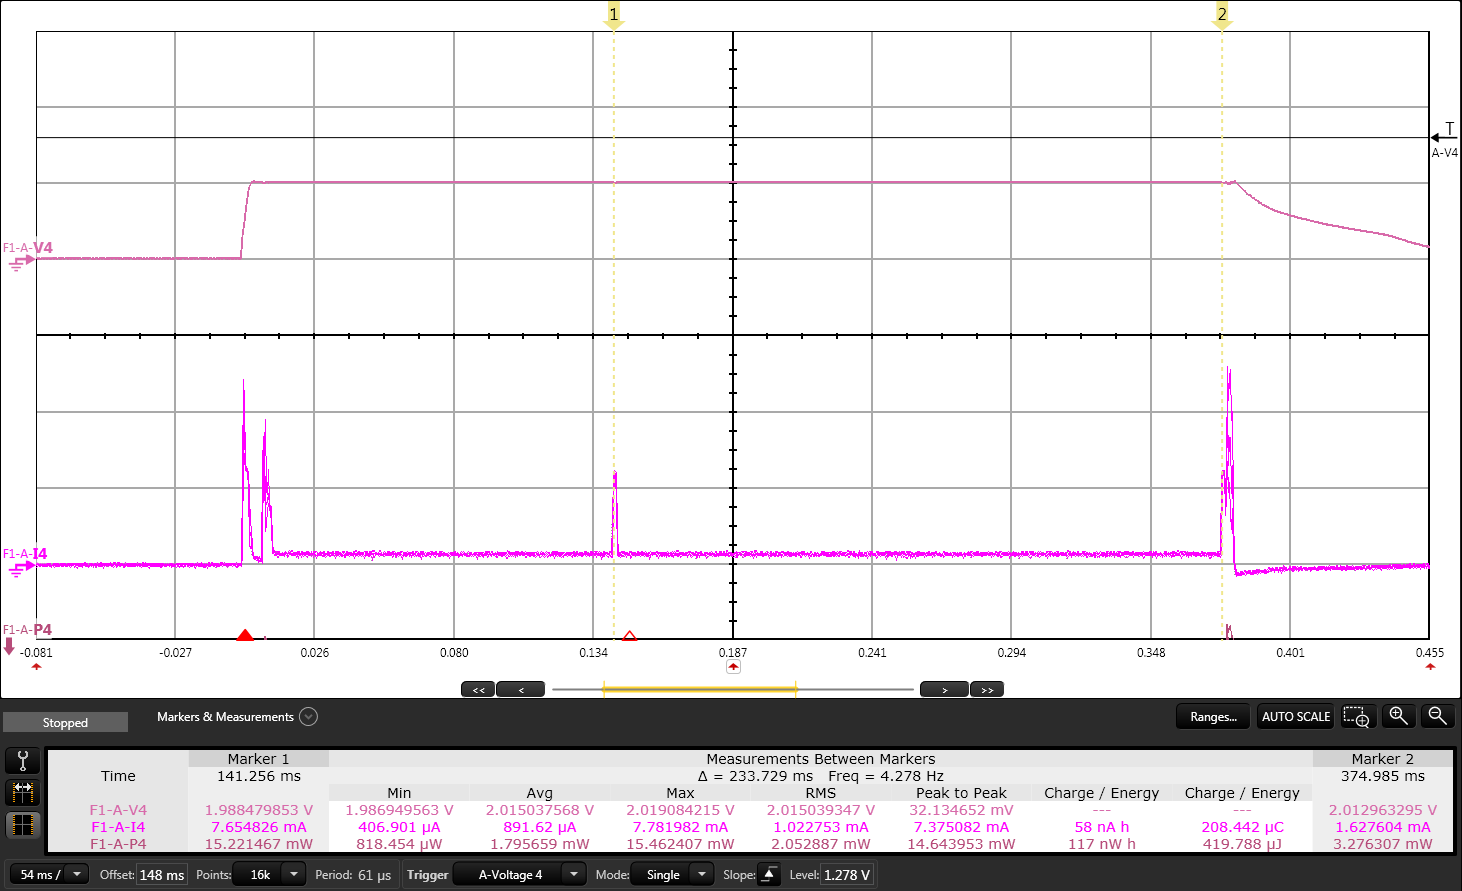 1 2
T
A-V4
F1-A-V4
F1-A-I4
F1-A-P4
-0.081 -0.027 0.026 0.080 0.134 0.187 0.241 0.294 0.348 0.401 0.455
<< < > >>
Stopped Markers & Measurements Ranges... AUTO SCALE
Marker 1 Measurements Between Markers Marker 2
Time 141.256 ms Δ = 233.729 ms Freq = 4.278 Hz 374.985 ms
Min Avg Max RMS Peak to Peak Charge / Energy Charge / Energy
F1-A-V4 1.988479853 V 1.986949563 V 2.015037568 V 2.019084215 V 2.015039347 V 32.134652 mV --- --- 2.012963295 V
F1-A-I4 7.654826 mA 406.901 µA 891.62 µA 7.781982 mA 1.022753 mA 7.375082 mA 58 nA h 208.442 µC 1.627604 mA
F1-A-P4 15.221467 mW 818.454 µW 1.795659 mW 15.462407 mW 2.052887 mW 14.643953 mW 117 nW h 419.788 µJ 3.276307 mW
54 ms / Offset: 148 ms Points: 16k Period: 61 µs Trigger A-Voltage 4 Mode: Single Slope: Level: 1.278 V